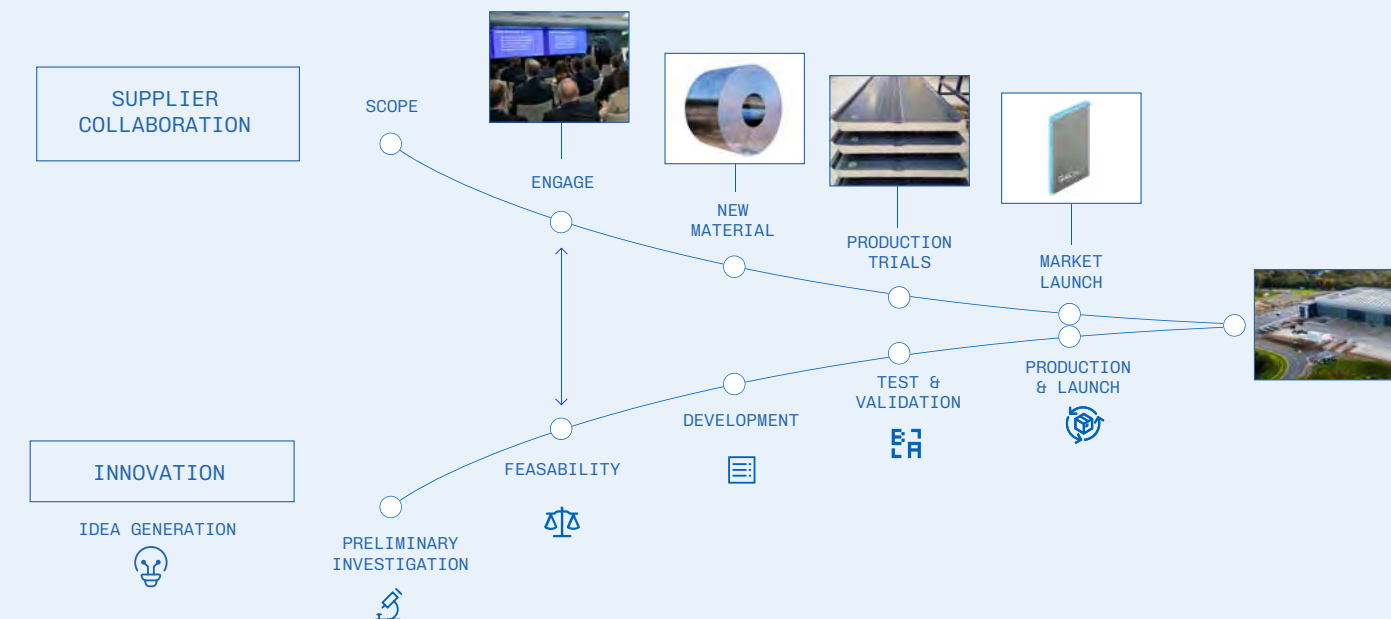 SUPPLIER
COLLABORATION
SCOPE
ENGAGE
NEW
MATERIAL
PRODUCTION
TRIALS
MARKET
LAUNCH
PRODUCTION
& LAUNCH
TEST &
VALIDATION
DEVELOPMENT
FEASABILITY
INNOVATION
IDEA GENERATION
PRELIMINARY
INVESTIGATION